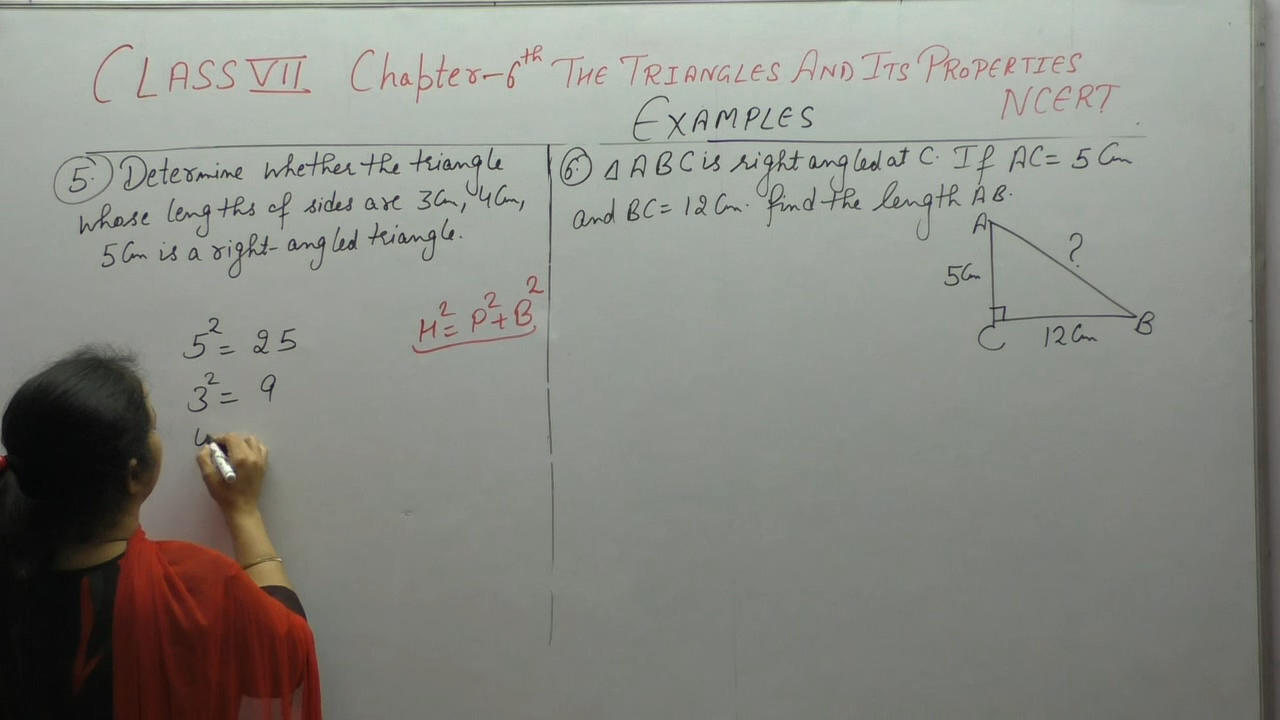 CLASS VII Chapter-6th THE TRIANGLES AND ITS PROPERTIES
NCERT
EXAMPLES
5. Determine whether the triangle
whose lengths of sides are 3Cm, 4Cm,
5Cm is a right-angled triangle.
H² = P² + B²
5² = 25
3² = 9
4
6. △ ABC is right angled at C. If AC = 5 Cm
and BC = 12 Cm. find the length AB.
A
?
5Cm
C
12 Cm
B